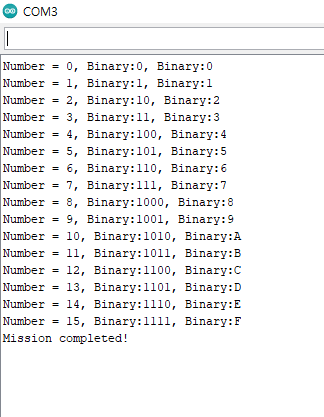 COM3
Number = 0, Binary:0, Binary:0
Number = 1, Binary:1, Binary:1
Number = 2, Binary:10, Binary:2
Number = 3, Binary:11, Binary:3
Number = 4, Binary:100, Binary:4
Number = 5, Binary:101, Binary:5
Number = 6, Binary:110, Binary:6
Number = 7, Binary:111, Binary:7
Number = 8, Binary:1000, Binary:8
Number = 9, Binary:1001, Binary:9
Number = 10, Binary:1010, Binary:A
Number = 11, Binary:1011, Binary:B
Number = 12, Binary:1100, Binary:C
Number = 13, Binary:1101, Binary:D
Number = 14, Binary:1110, Binary:E
Number = 15, Binary:1111, Binary:F
Mission completed!